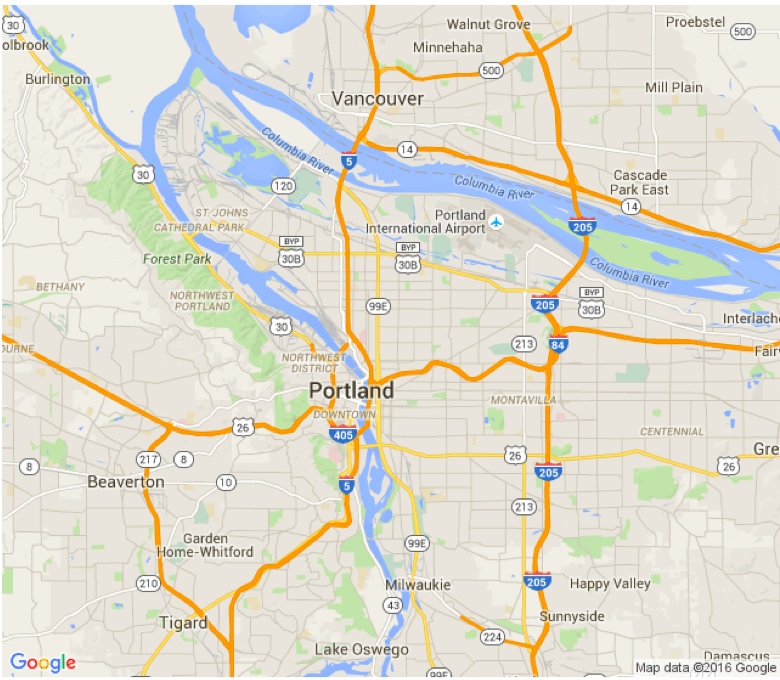 30
Walnut Grove
Proebstel
500
olbrook
Minnehaha
500
Burlington
Mill Plain
Vancouver
Columbia River
5
14
30
Cascade
Park East
120
Columbia River
14
ST. JOHNS
CATHEDRAL PARK
Portland
International Airport
205
BYP
30B
BYP
30B
Forest Park
Columbia River
BETHANY
NORTHWEST
PORTLAND
99E
205
BYP
30B
Interlache
30
213
84
OURNE
Fairv
NORTHWEST
DISTRICT
Portland
DOWNTOWN
MONTAVILLA
26
405
CENTENNIAL
Gre
217
8
8
26
26
205
Beaverton
10
5
213
Garden
Home-Whitford
99E
210
205
Milwaukie
Happy Valley
43
Sunnyside
Tigard
224
Lake Oswego
Damascus
99E
Google
Map data ©2016 Google